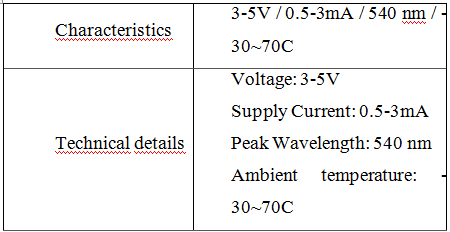 Characteristics
3-5V / 0.5-3mA / 540 nm / -
30~70C
Technical details
Voltage: 3-5V
Supply Current: 0.5-3mA
Peak Wavelength: 540 nm
Ambient temperature: -
30~70C